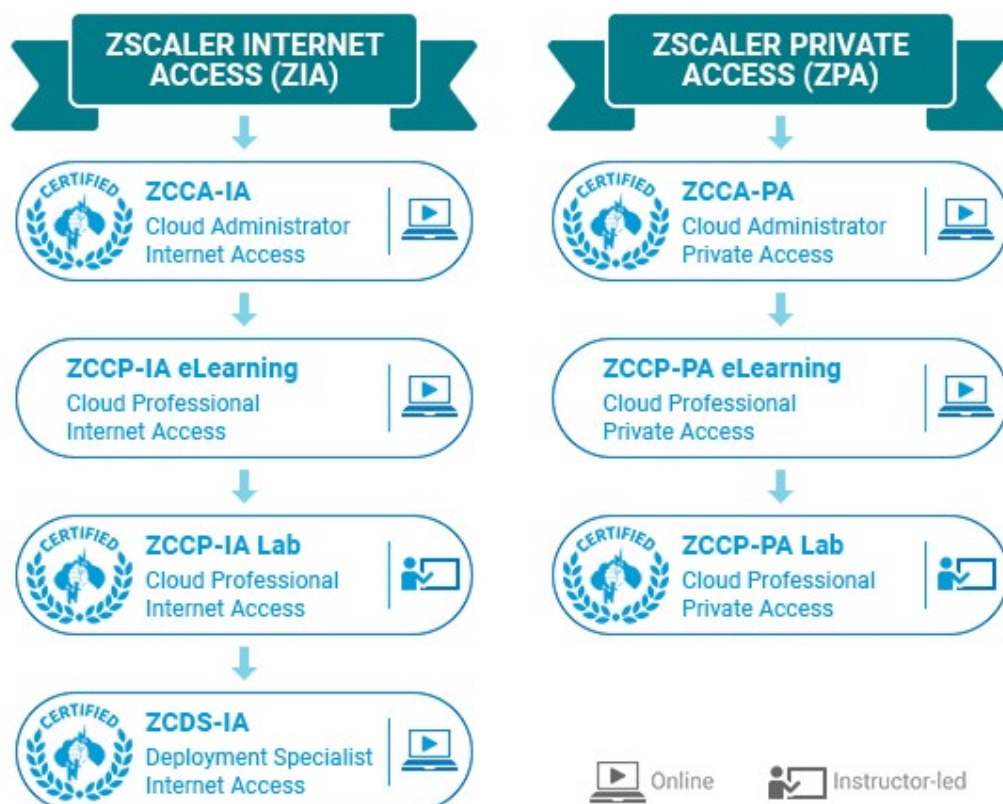 ZSCALER INTERNET
ACCESS (ZIA)
CERTIFIED
ZCCA-IA
Cloud Administrator
Internet Access
ZCCP-IA eLearning
Cloud Professional
Internet Access
CERTIFIED
ZCCP-IA Lab
Cloud Professional
Internet Access
CERTIFIED
ZCDS-IA
Deployment Specialist
Internet Access
ZSCALER PRIVATE
ACCESS (ZPA)
CERTIFIED
ZCCA-PA
Cloud Administrator
Private Access
ZCCP-PA eLearning
Cloud Professional
Private Access
CERTIFIED
ZCCP-PA Lab
Cloud Professional
Private Access
Online
Instructor-led